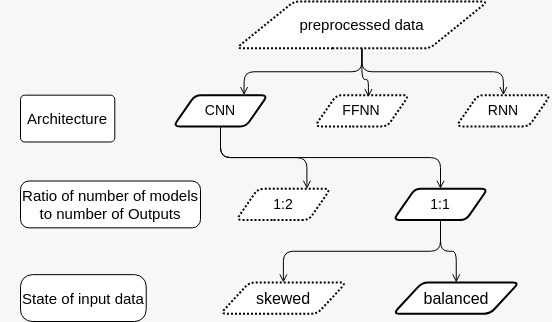 preprocessed data
CNN
FFNN
RNN
Architecture
Ratio of number of models
to number of Outputs
1:2
1:1
State of input data
skewed
balanced